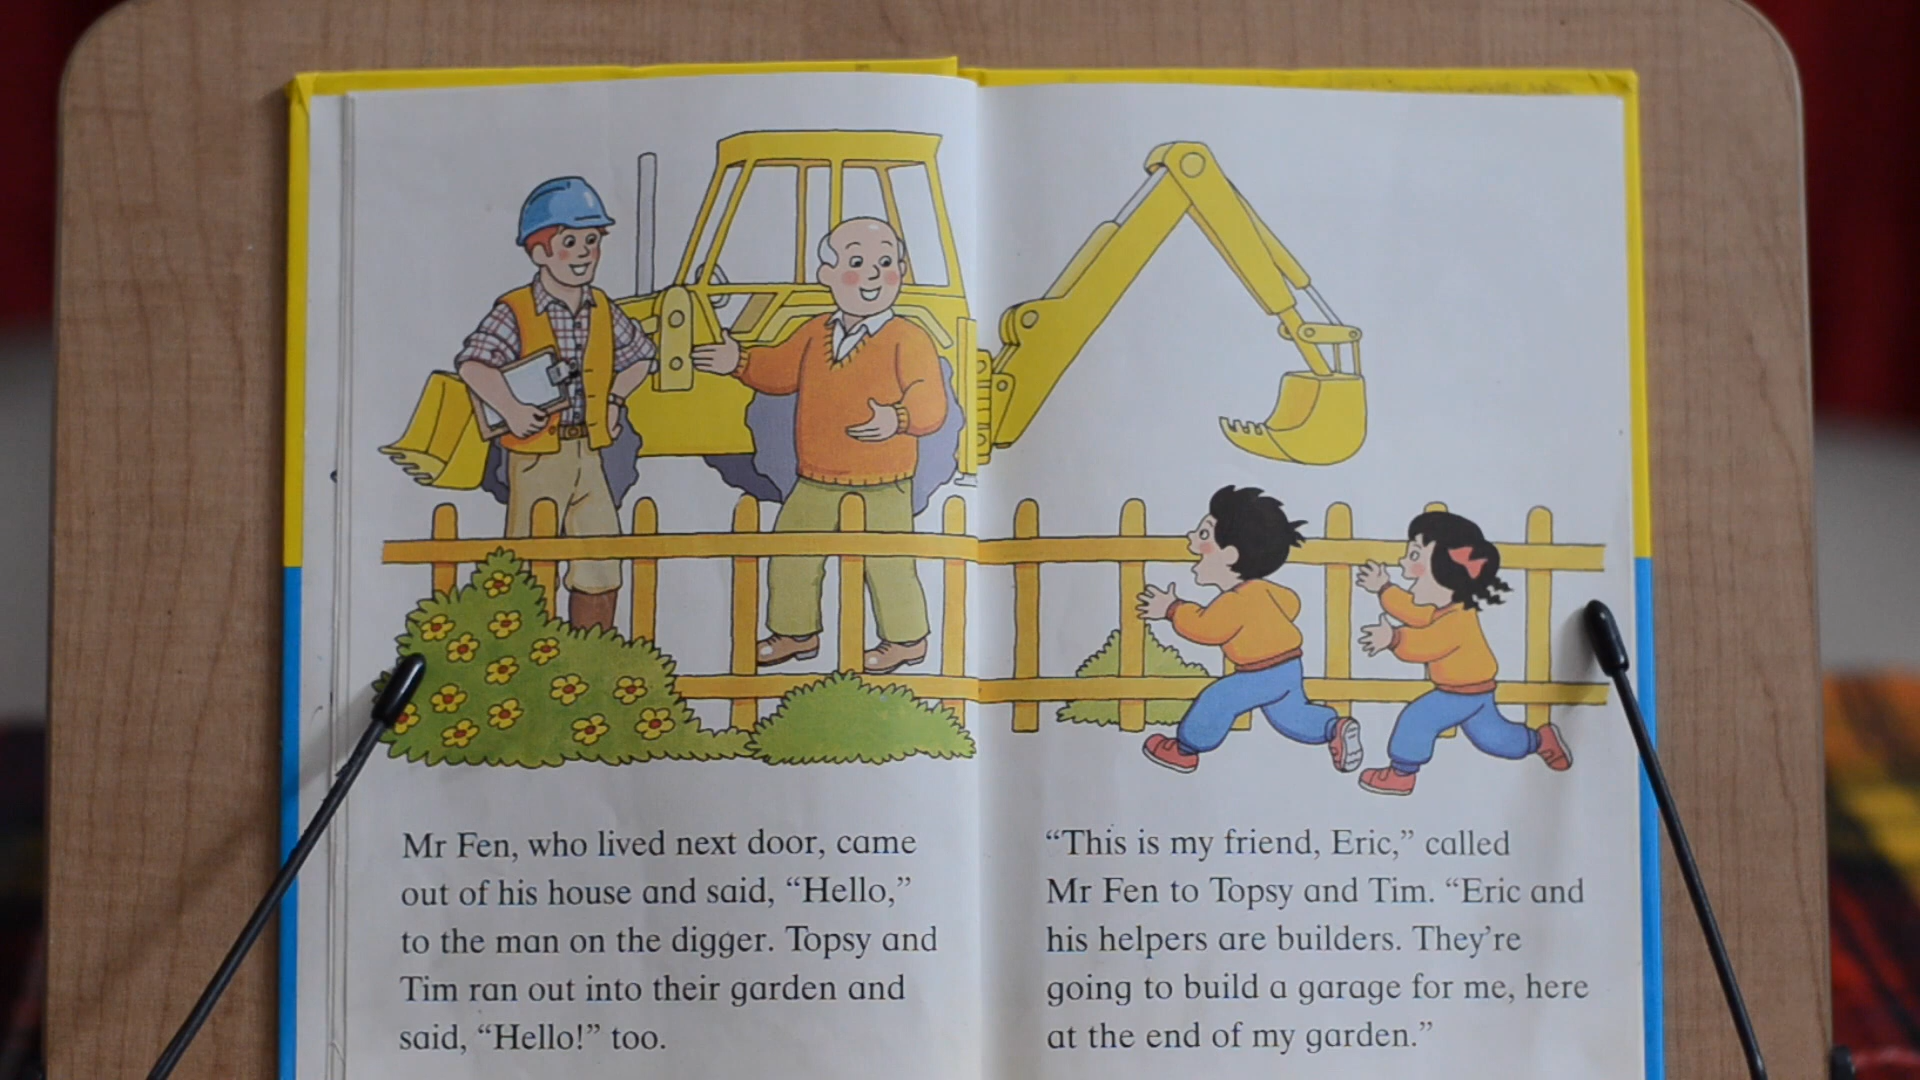 Mr Fen, who lived next door, came
out of his house and said, “Hello,”
to the man on the digger. Topsy and
Tim ran out into their garden and
said, “Hello!” too.
“This is my friend, Eric,” called
Mr Fen to Topsy and Tim. “Eric and
his helpers are builders. They’re
going to build a garage for me, here
at the end of my garden.”